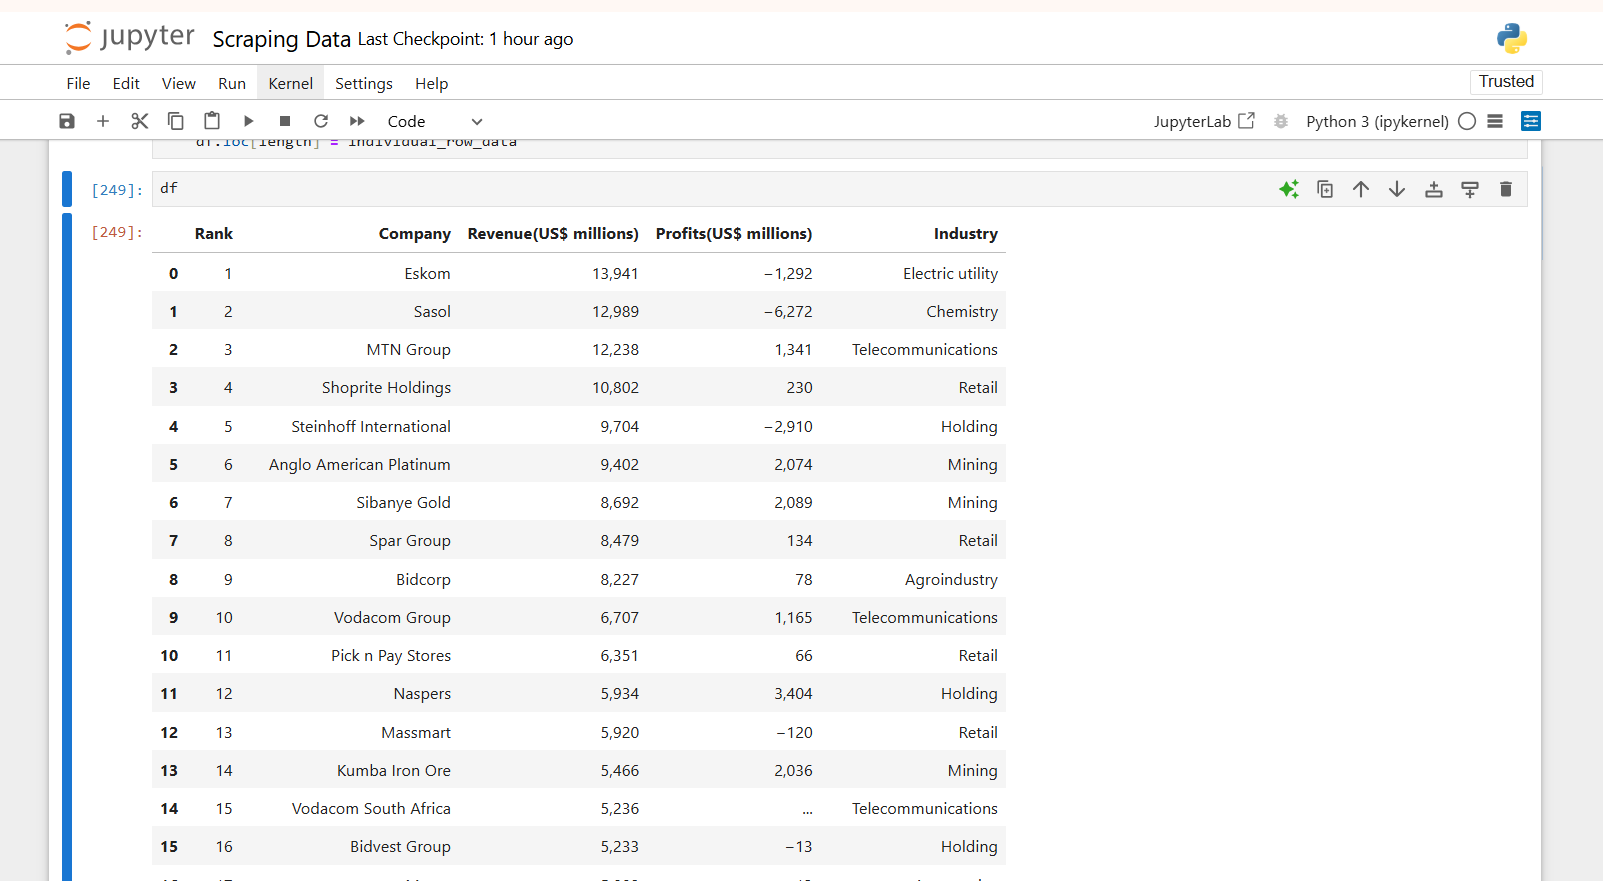 jupyter Scraping Data Last Checkpoint: 1 hour ago
File Edit View Run Kernel Settings Help Trusted
Code JupyterLab Python 3 (ipykernel)
df.loc[length] = individual_row_data
[249]: df
[249]: Rank Company Revenue(US$ millions) Profits(US$ millions) Industry
0 1 Eskom 13,941 −1,292 Electric utility
1 2 Sasol 12,989 −6,272 Chemistry
2 3 MTN Group 12,238 1,341 Telecommunications
3 4 Shoprite Holdings 10,802 230 Retail
4 5 Steinhoff International 9,704 −2,910 Holding
5 6 Anglo American Platinum 9,402 2,074 Mining
6 7 Sibanye Gold 8,692 2,089 Mining
7 8 Spar Group 8,479 134 Retail
8 9 Bidcorp 8,227 78 Agroindustry
9 10 Vodacom Group 6,707 1,165 Telecommunications
10 11 Pick n Pay Stores 6,351 66 Retail
11 12 Naspers 5,934 3,404 Holding
12 13 Massmart 5,920 −120 Retail
13 14 Kumba Iron Ore 5,466 2,036 Mining
14 15 Vodacom South Africa 5,236 ... Telecommunications
15 16 Bidvest Group 5,233 −13 Holding